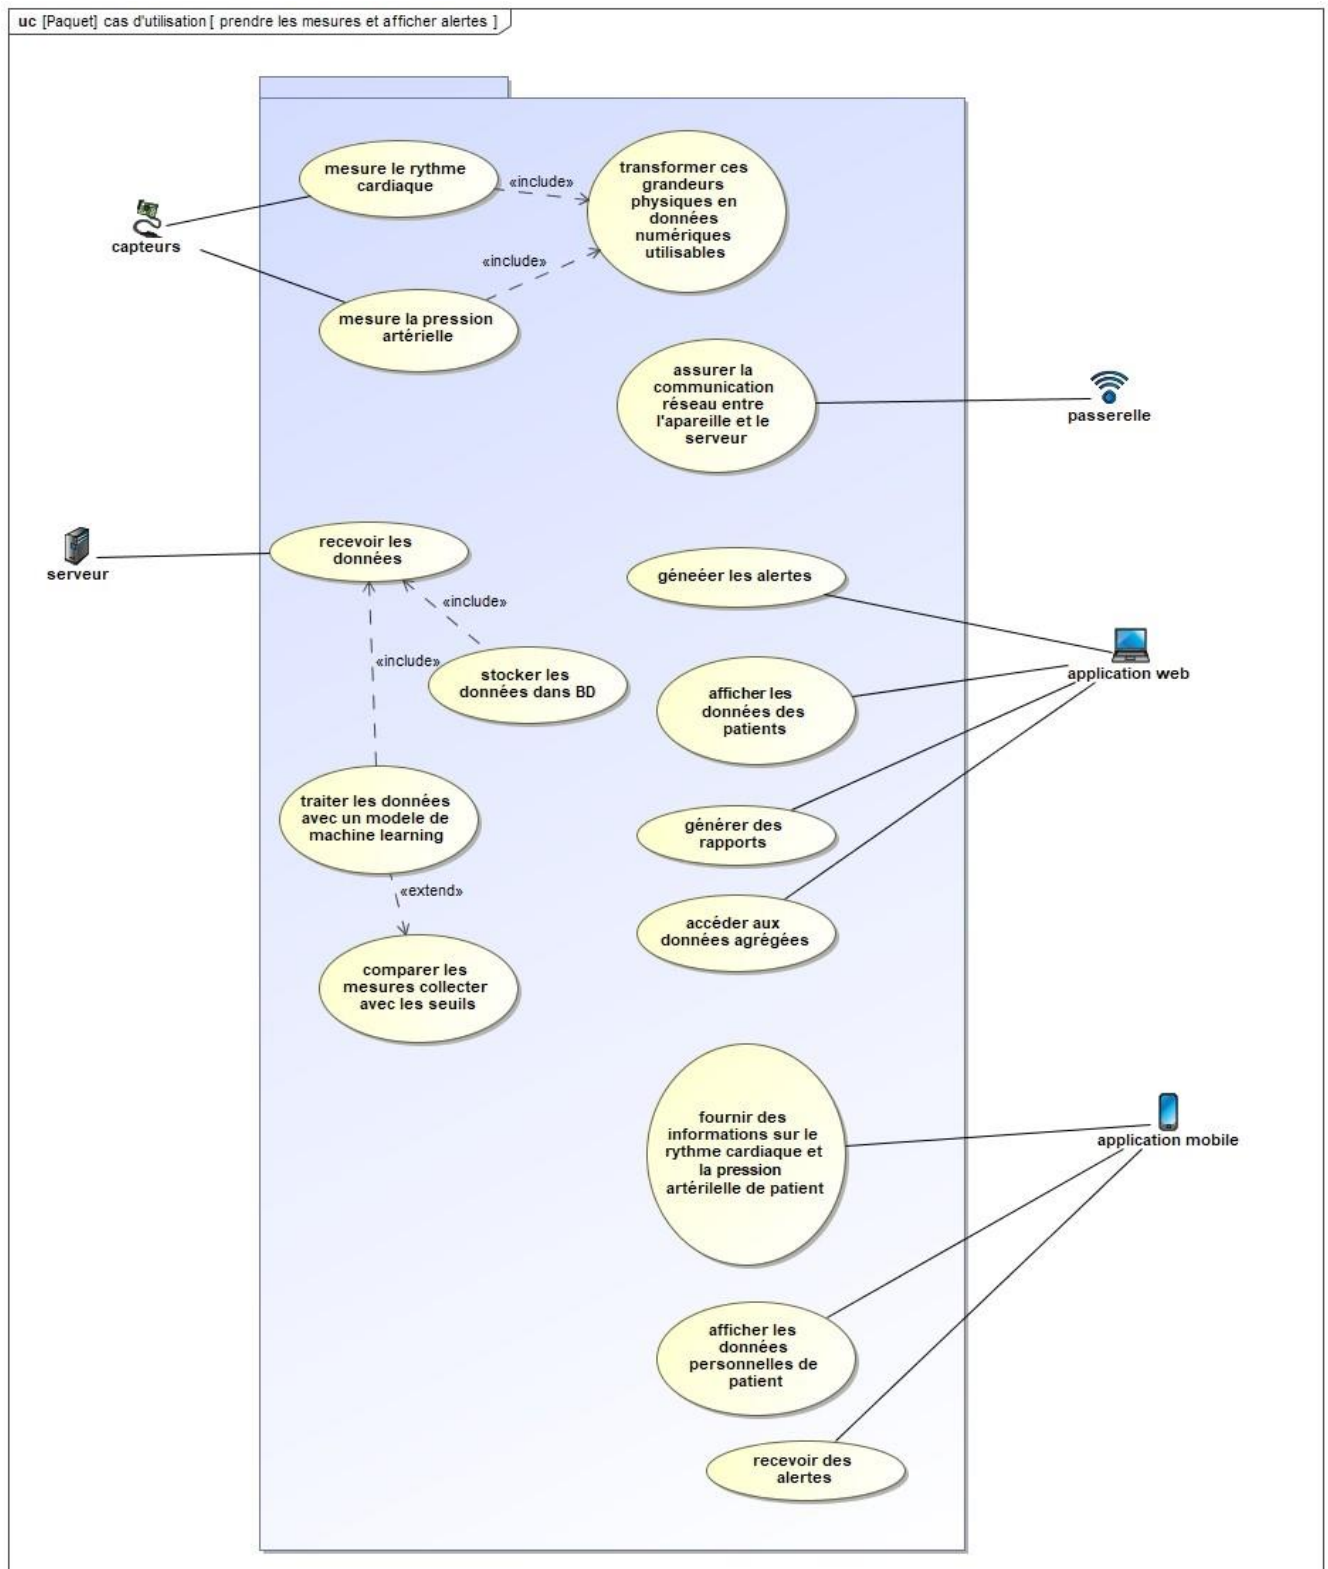 uc [Paquet] cas d'utilisation [ prendre les mesures et afficher alertes ]
mesure le rythme
cardiaque
«include»
transformer ces
grandeurs
physiques en
données
numériques
utilisables
capteurs
«include»
mesure la pression
artérielle
assurer la
communication
réseau entre
l'apareille et le
serveur
passerelle
recevoir les
données
serveur
géneéer les alertes
«include»
«include»
stocker les
données dans BD
application web
afficher les
données des
patients
traiter les données
avec un modele de
machine learning
générer des
rapports
«extend»
accéder aux
données agrégées
comparer les
mesures collecter
avec les seuils
fournir des
informations sur le
rythme cardiaque et
la pression
artérilelle de patient
application mobile
afficher les
données
personnelles de
patient
recevoir des
alertes